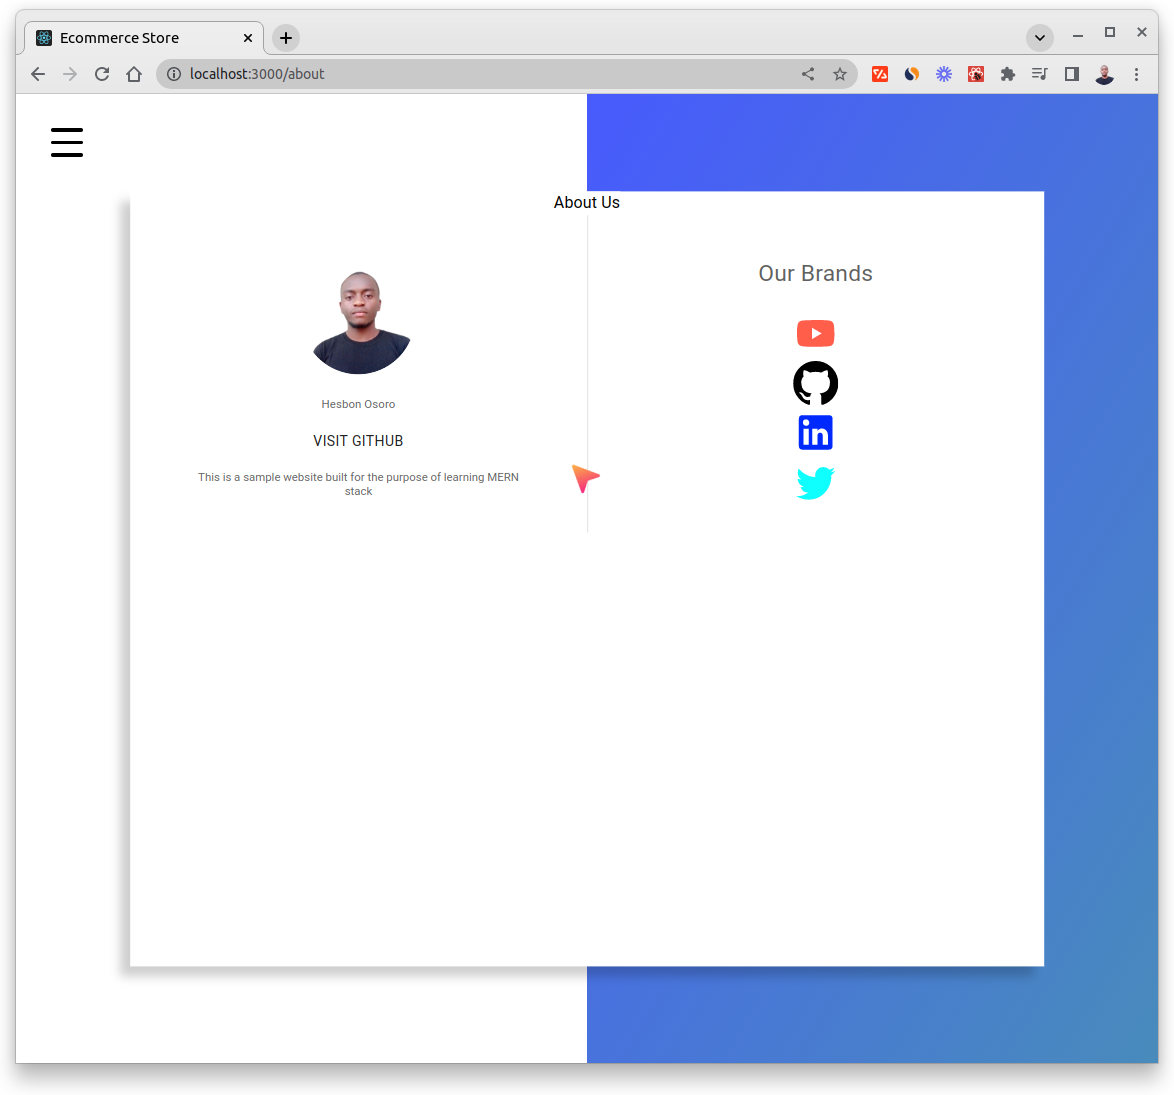 Ecommerce Store
localhost:3000/about
About Us
Hesbon Osoro
VISIT GITHUB
This is a sample website built for the purpose of learning MERN
stack
Our Brands
in